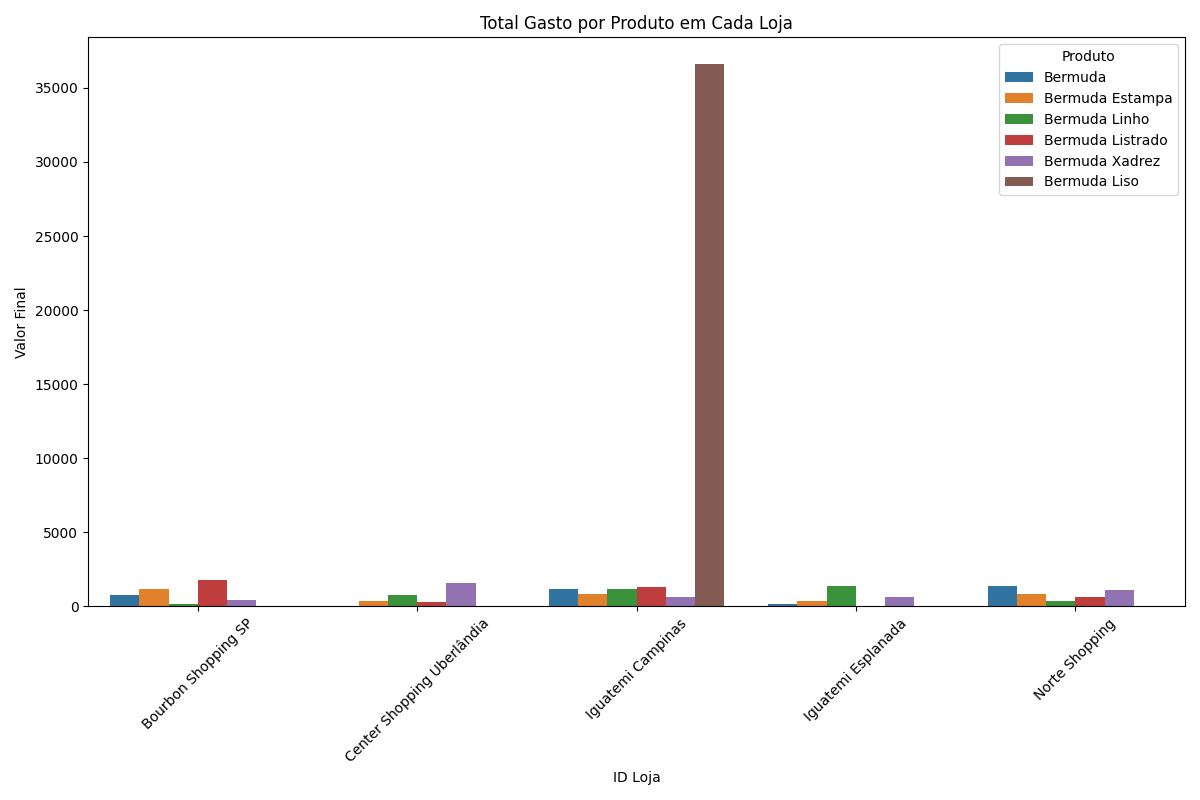 Total Gasto por Produto em Cada Loja
Produto
Bermuda
Bermuda Estampa
Bermuda Linho
Bermuda Listrado
Bermuda Xadrez
Bermuda Liso
Valor Final
35000
30000
25000
20000
15000
10000
5000
0
Bourbon Shopping SP
Center Shopping Uberlândia
Iguatemi Campinas
Iguatemi Esplanada
Norte Shopping
ID Loja